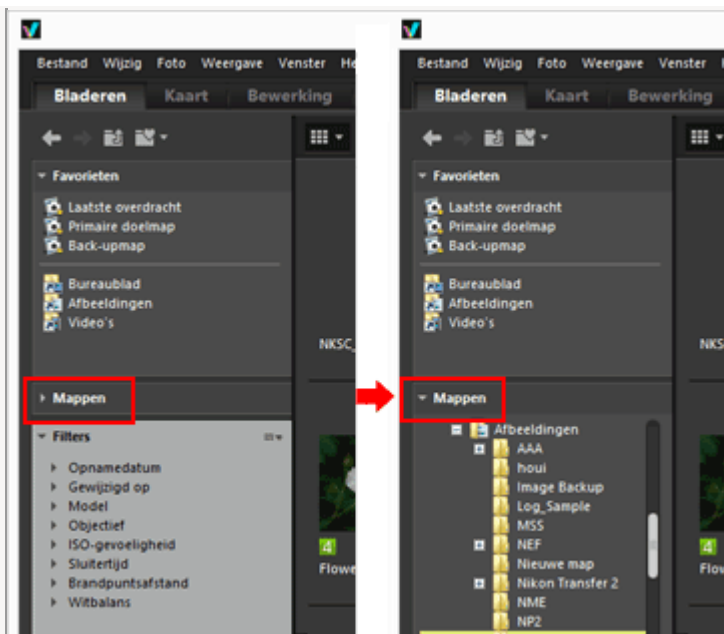 Bestand Wijzig Foto Weergave Venster
Bladeren Kaart Bewerking
Favorieten
Laatste overdracht
Primaire doelmap
Back-upmap
Bureaublad
Afbeeldingen
Video's
NKSC_
Mappen
Filters
Opnamedatum
Gewijzigd op
Model
Objectief
ISO-gevoeligheid
Sluitertijd
Brandpuntsafstand
Witbalans
4
Flowe
Bestand Wijzig Foto Weergave Venster
Bladeren Kaart Bewerking
Favorieten
Laatste overdracht
Primaire doelmap
Back-upmap
Bureaublad
Afbeeldingen
Video's
NKS
Mappen
Afbeeldingen
AAA
houi
Image Backup
Log_Sample
MSS
NEF
Nieuwe map
Nikon Transfer 2
NME
NP2
4
Flow